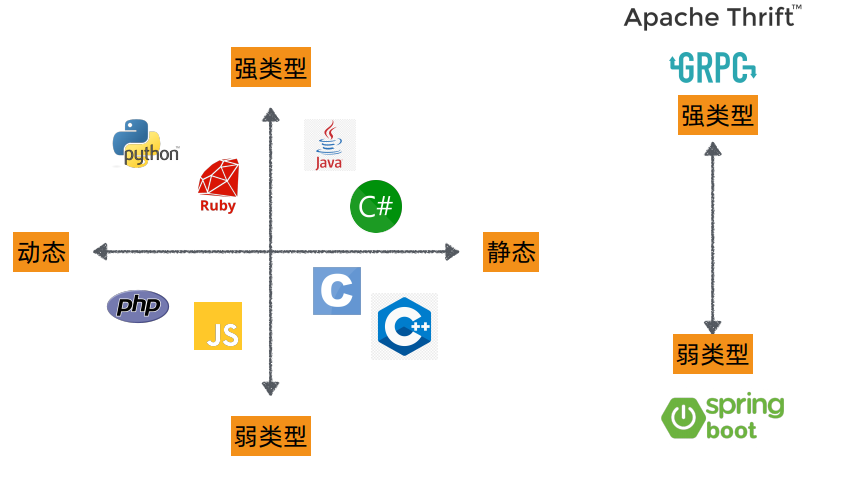 Apache Thrift™
GRPC
强类型
强类型
python
Java
Ruby
C#
动态
静态
php
JS
C
C++
弱类型
弱类型
spring
boot